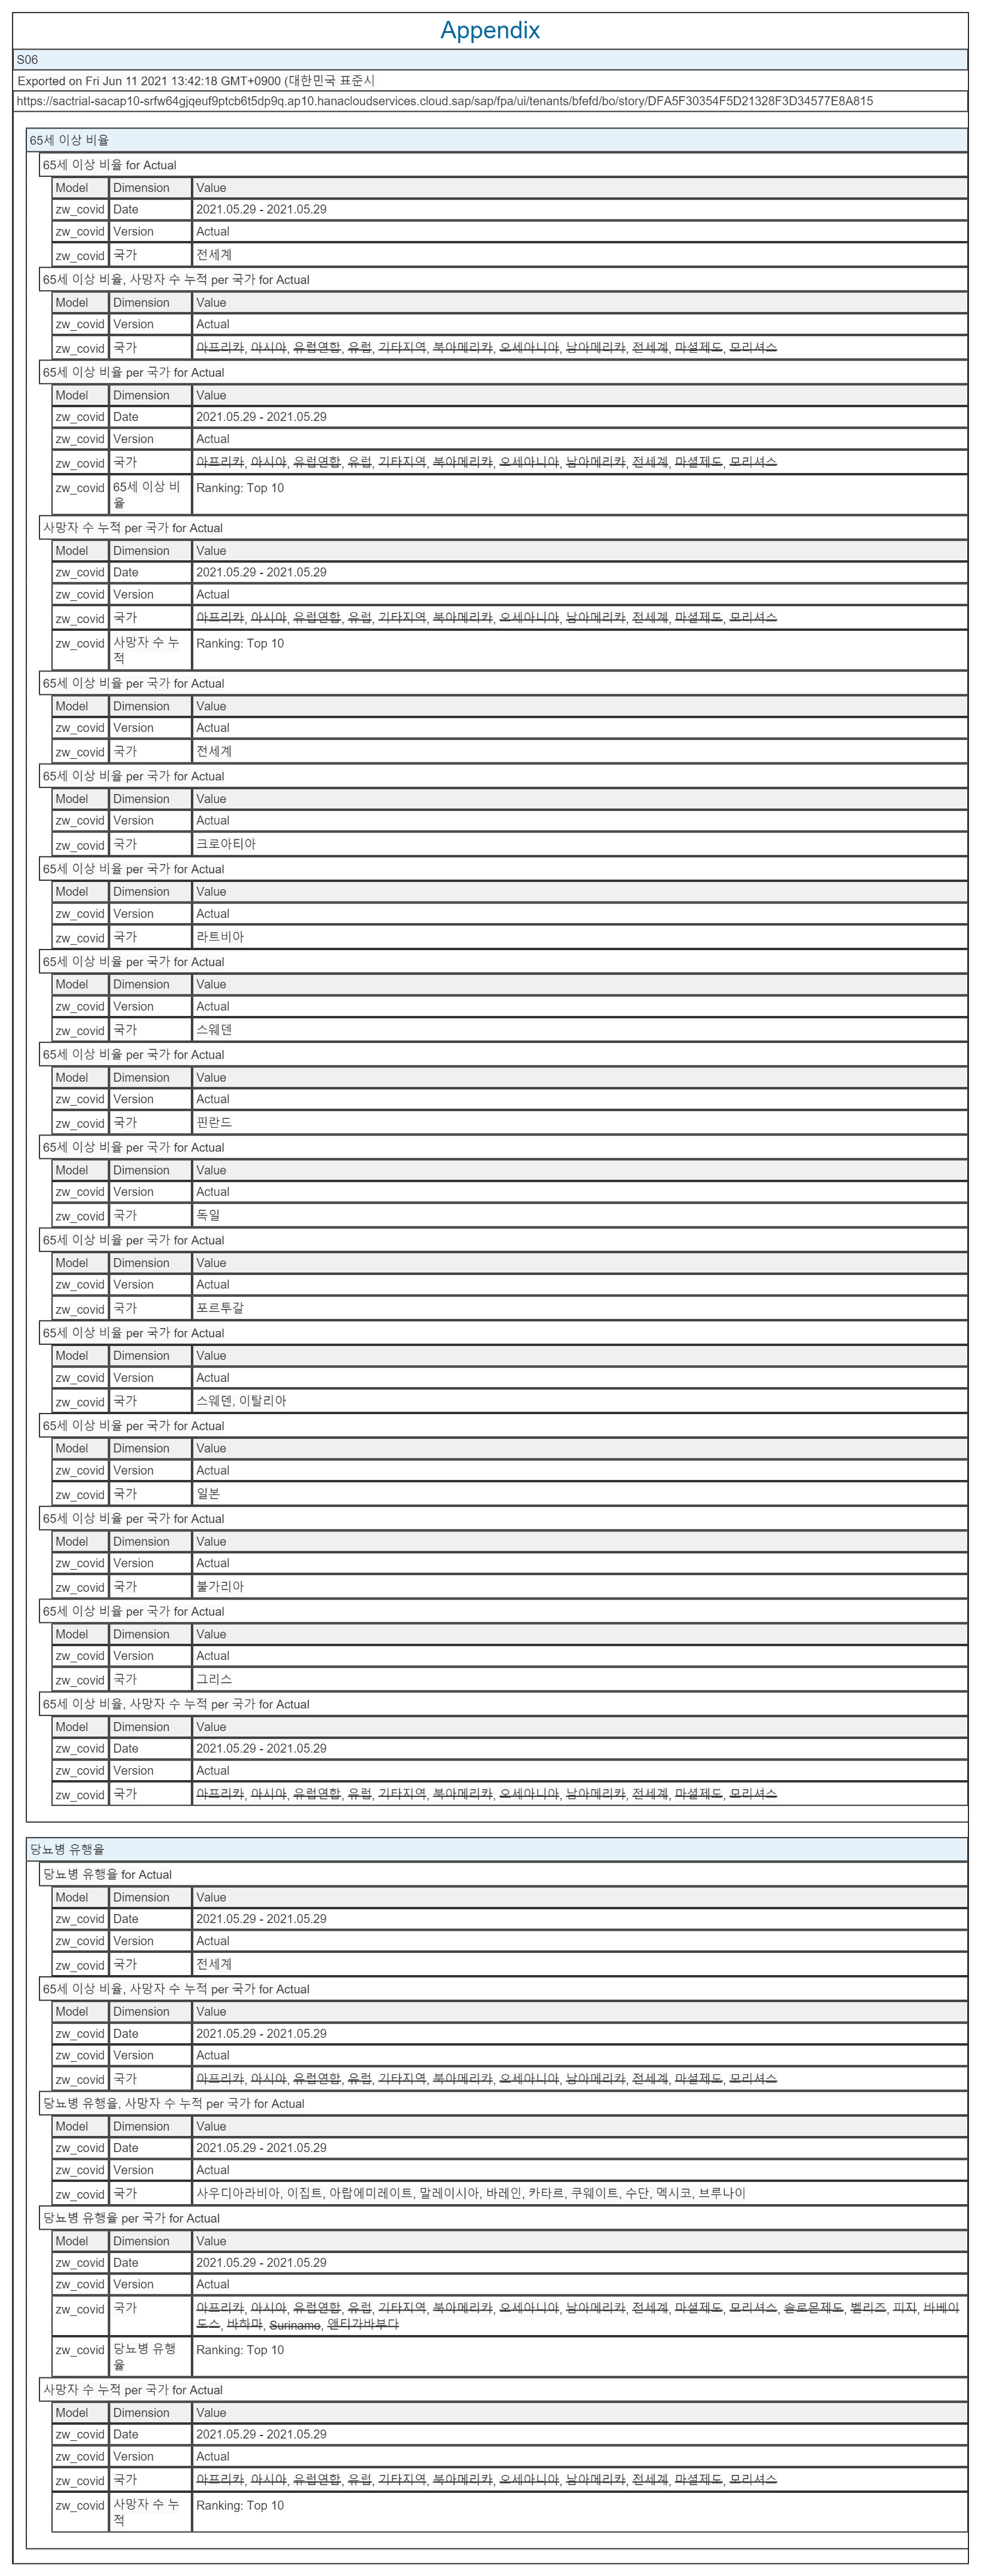 Appendix
S06
Exported on Fri Jun 11 2021 13:42:18 GMT+0900 (대한민국 표준시
https://sactrial-sacap10-srfw64gjqeuf9ptcb6t5dp9q.ap10.hanacloudservices.cloud.sap/sap/fpa/ui/tenants/bfefd/bo/story/DFA5F30354F5D21328F3D34577E8A815
65세 이상 비율
65세 이상 비율 for Actual
Model Dimension Value
zw_covid Date 2021.05.29 - 2021.05.29
zw_covid Version Actual
zw_covid 국가 전세계
65세 이상 비율, 사망자 수 누적 per 국가 for Actual
Model Dimension Value
zw_covid Version Actual
zw_covid 국가 아프리카, 아시아, 유럽연합, 유럽, 기타지역, 북아메리카, 오세아니아, 남아메리카, 전세계, 마셜제도, 모리셔스
65세 이상 비율 per 국가 for Actual
Model Dimension Value
zw_covid Date 2021.05.29 - 2021.05.29
zw_covid Version Actual
zw_covid 국가 아프리카, 아시아, 유럽연합, 유럽, 기타지역, 북아메리카, 오세아니아, 남아메리카, 전세계, 마셜제도, 모리셔스
zw_covid 65세 이상 비 Ranking: Top 10
율
사망자 수 누적 per 국가 for Actual
Model Dimension Value
zw_covid Date 2021.05.29 - 2021.05.29
zw_covid Version Actual
zw_covid 국가 아프리카, 아시아, 유럽연합, 유럽, 기타지역, 북아메리카, 오세아니아, 남아메리카, 전세계, 마셜제도, 모리셔스
zw_covid 사망자 수 누 Ranking: Top 10
적
65세 이상 비율 per 국가 for Actual
Model Dimension Value
zw_covid Version Actual
zw_covid 국가 전세계
65세 이상 비율 per 국가 for Actual
Model Dimension Value
zw_covid Version Actual
zw_covid 국가 크로아티아
65세 이상 비율 per 국가 for Actual
Model Dimension Value
zw_covid Version Actual
zw_covid 국가 라트비아
65세 이상 비율 per 국가 for Actual
Model Dimension Value
zw_covid Version Actual
zw_covid 국가 스웨덴
65세 이상 비율 per 국가 for Actual
Model Dimension Value
zw_covid Version Actual
zw_covid 국가 핀란드
65세 이상 비율 per 국가 for Actual
Model Dimension Value
zw_covid Version Actual
zw_covid 국가 독일
65세 이상 비율 per 국가 for Actual
Model Dimension Value
zw_covid Version Actual
zw_covid 국가 포르투갈
65세 이상 비율 per 국가 for Actual
Model Dimension Value
zw_covid Version Actual
zw_covid 국가 스웨덴, 이탈리아
65세 이상 비율 per 국가 for Actual
Model Dimension Value
zw_covid Version Actual
zw_covid 국가 일본
65세 이상 비율 per 국가 for Actual
Model Dimension Value
zw_covid Version Actual
zw_covid 국가 불가리아
65세 이상 비율 per 국가 for Actual
Model Dimension Value
zw_covid Version Actual
zw_covid 국가 그리스
65세 이상 비율, 사망자 수 누적 per 국가 for Actual
Model Dimension Value
zw_covid Date 2021.05.29 - 2021.05.29
zw_covid Version Actual
zw_covid 국가 아프리카, 아시아, 유럽연합, 유럽, 기타지역, 북아메리카, 오세아니아, 남아메리카, 전세계, 마셜제도, 모리셔스
당뇨병 유행율
당뇨병 유행율 for Actual
Model Dimension Value
zw_covid Date 2021.05.29 - 2021.05.29
zw_covid Version Actual
zw_covid 국가 전세계
65세 이상 비율, 사망자 수 누적 per 국가 for Actual
Model Dimension Value
zw_covid Date 2021.05.29 - 2021.05.29
zw_covid Version Actual
zw_covid 국가 아프리카, 아시아, 유럽연합, 유럽, 기타지역, 북아메리카, 오세아니아, 남아메리카, 전세계, 마셜제도, 모리셔스
당뇨병 유행율, 사망자 수 누적 per 국가 for Actual
Model Dimension Value
zw_covid Date 2021.05.29 - 2021.05.29
zw_covid Version Actual
zw_covid 국가 사우디아라비아, 이집트, 아랍에미레이트, 말레이시아, 바레인, 카타르, 쿠웨이트, 수단, 멕시코, 브루나이
당뇨병 유행율 per 국가 for Actual
Model Dimension Value
zw_covid Date 2021.05.29 - 2021.05.29
zw_covid Version Actual
zw_covid 국가 아프리카, 아시아, 유럽연합, 유럽, 기타지역, 북아메리카, 오세아니아, 남아메리카, 전세계, 마셜제도, 모리셔스, 솔로몬제도, 벨리즈, 피지, 바베이
도스, 바하마, Suriname, 앤티가바부다
zw_covid 당뇨병 유행 Ranking: Top 10
율
사망자 수 누적 per 국가 for Actual
Model Dimension Value
zw_covid Date 2021.05.29 - 2021.05.29
zw_covid Version Actual
zw_covid 국가 아프리카, 아시아, 유럽연합, 유럽, 기타지역, 북아메리카, 오세아니아, 남아메리카, 전세계, 마셜제도, 모리셔스
zw_covid 사망자 수 누 Ranking: Top 10
적